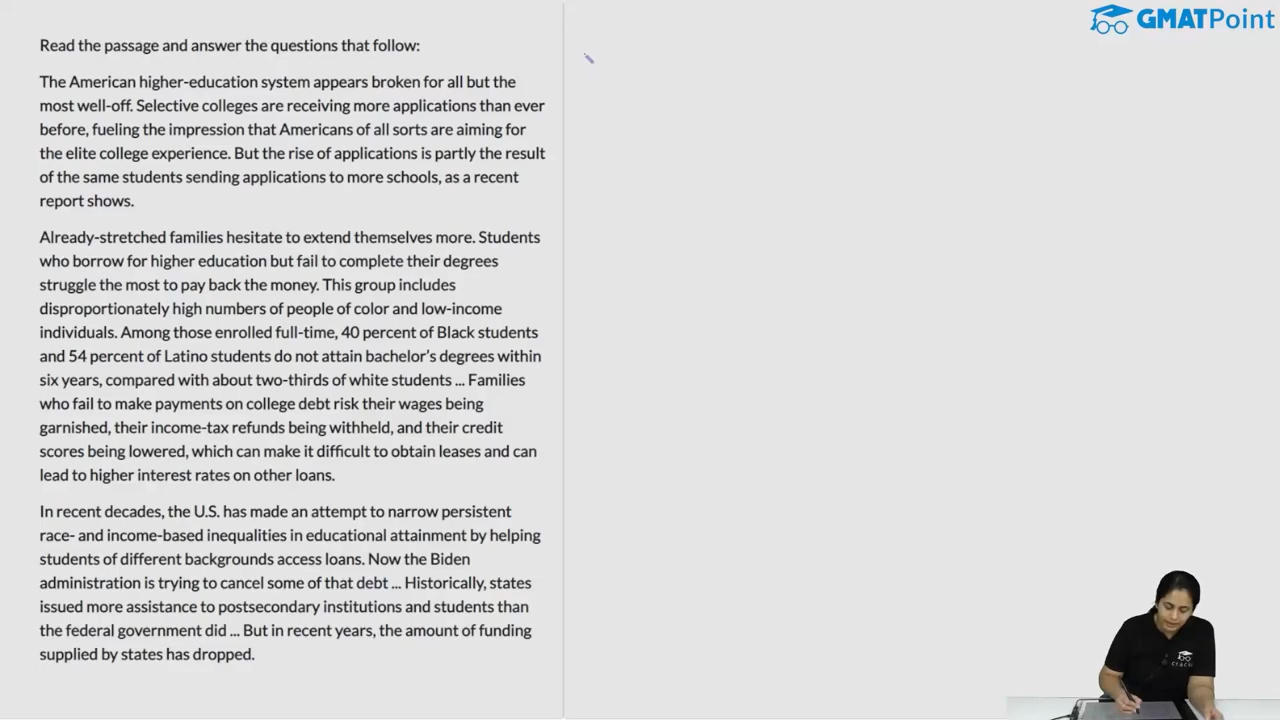 GMATPoint
Read the passage and answer the questions that follow:
The American higher-education system appears broken for all but the
most well-off. Selective colleges are receiving more applications than ever
before, fueling the impression that Americans of all sorts are aiming for
the elite college experience. But the rise of applications is partly the result
of the same students sending applications to more schools, as a recent
report shows.
Already-stretched families hesitate to extend themselves more. Students
who borrow for higher education but fail to complete their degrees
struggle the most to pay back the money. This group includes
disproportionately high numbers of people of color and low-income
individuals. Among those enrolled full-time, 40 percent of Black students
and 54 percent of Latino students do not attain bachelor's degrees within
six years, compared with about two-thirds of white students ... Families
who fail to make payments on college debt risk their wages being
garnished, their income-tax refunds being withheld, and their credit
scores being lowered, which can make it difficult to obtain leases and can
lead to higher interest rates on other loans.
In recent decades, the U.S. has made an attempt to narrow persistent
race- and income-based inequalities in educational attainment by helping
students of different backgrounds access loans. Now the Biden
administration is trying to cancel some of that debt ... Historically, states
issued more assistance to postsecondary institutions and students than
the federal government did ... But in recent years, the amount of funding
supplied by states has dropped.